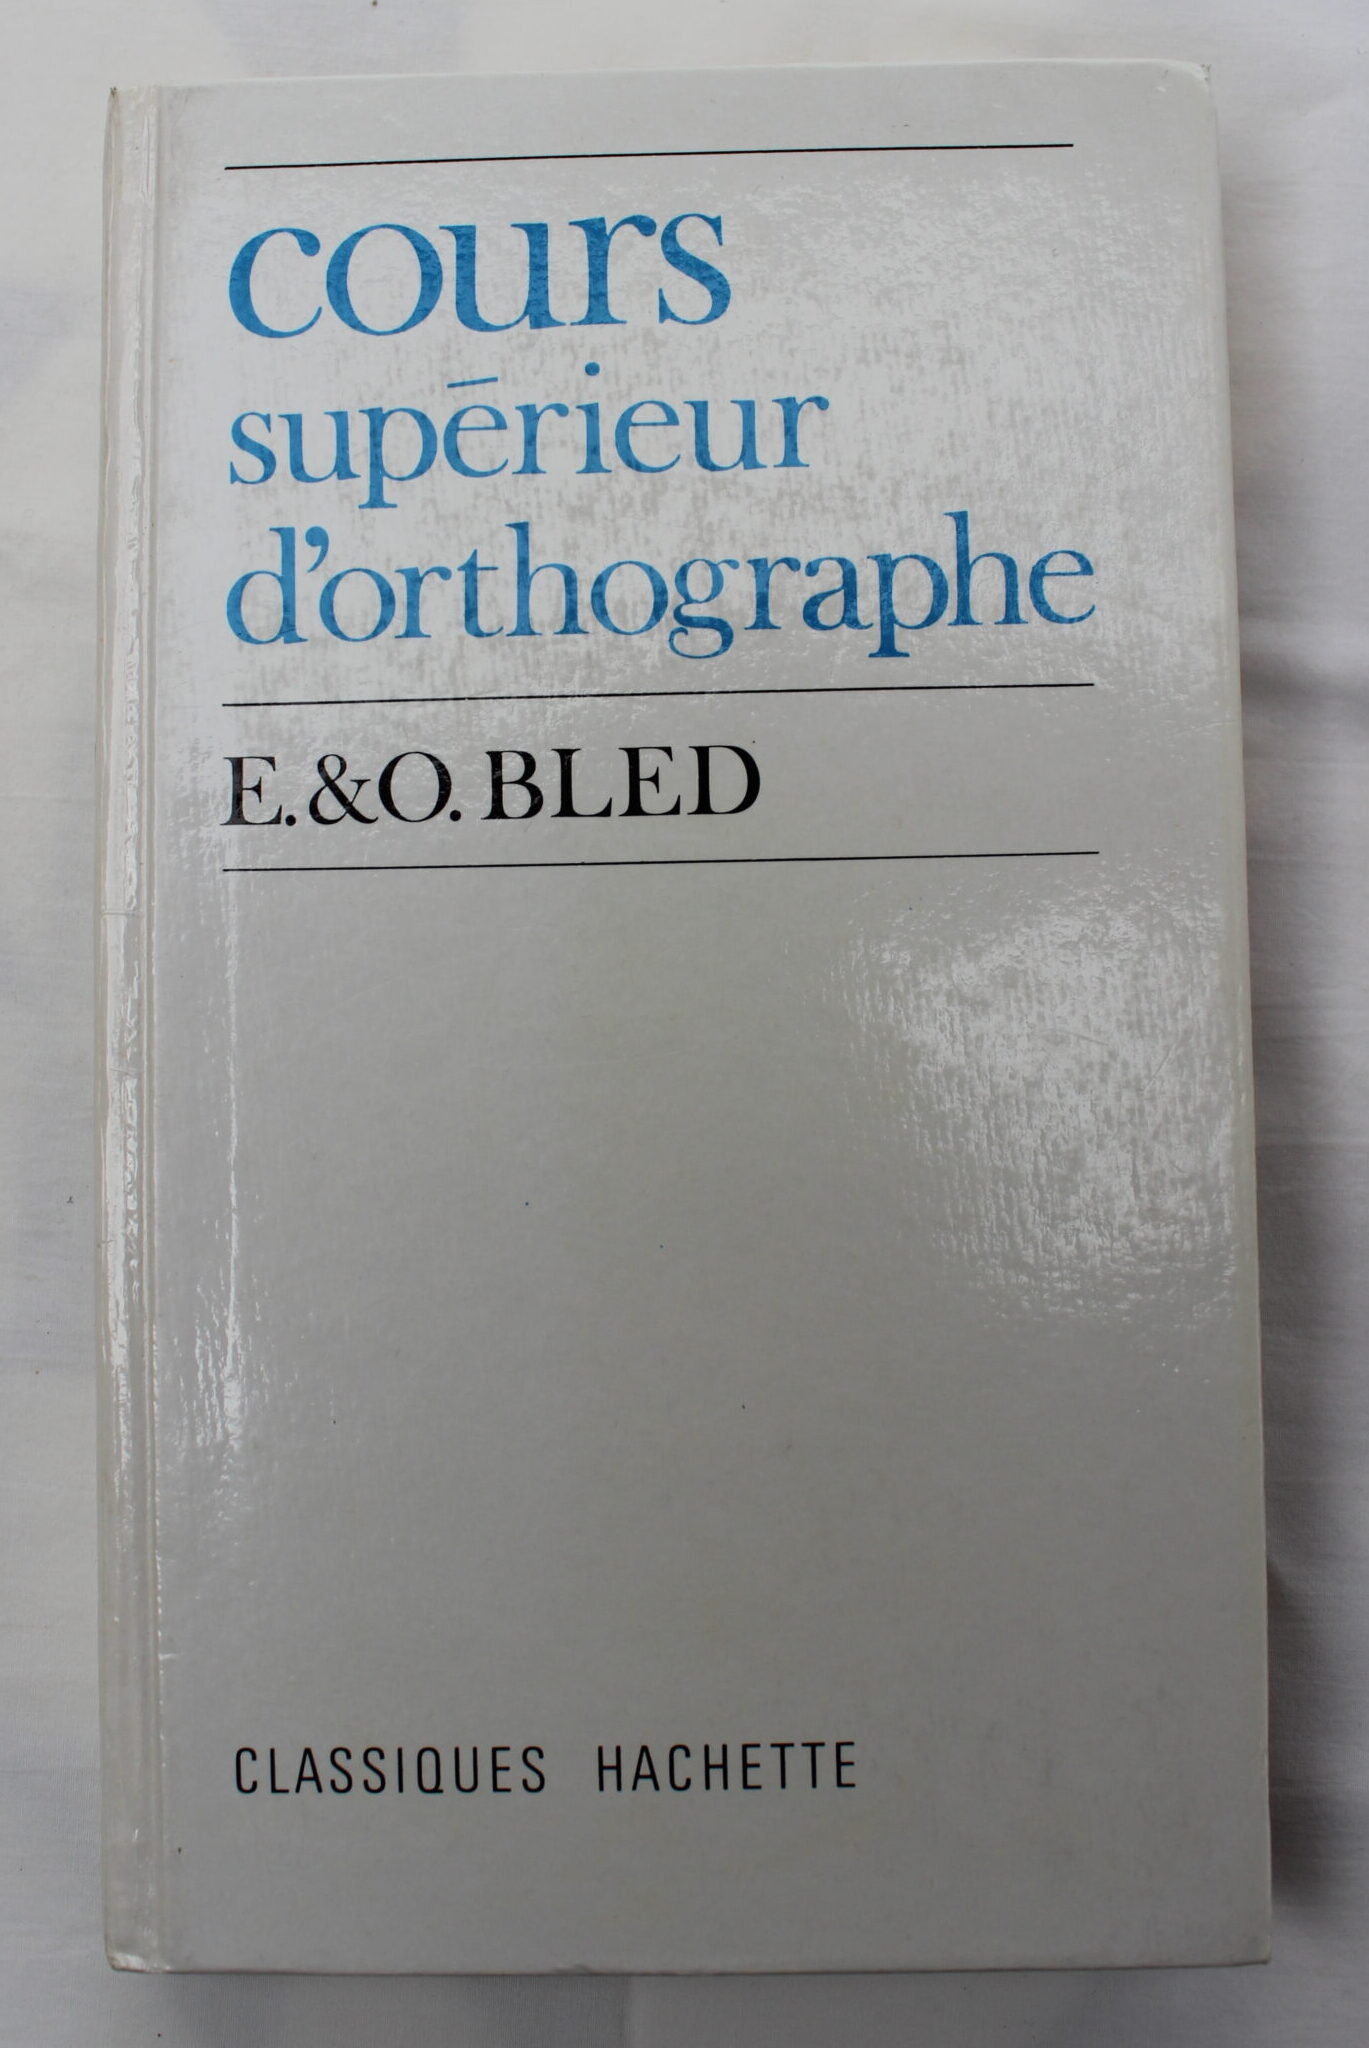 cours
supérieur
d'orthographe
E. & O. BLED
CLASSIQUES HACHETTE